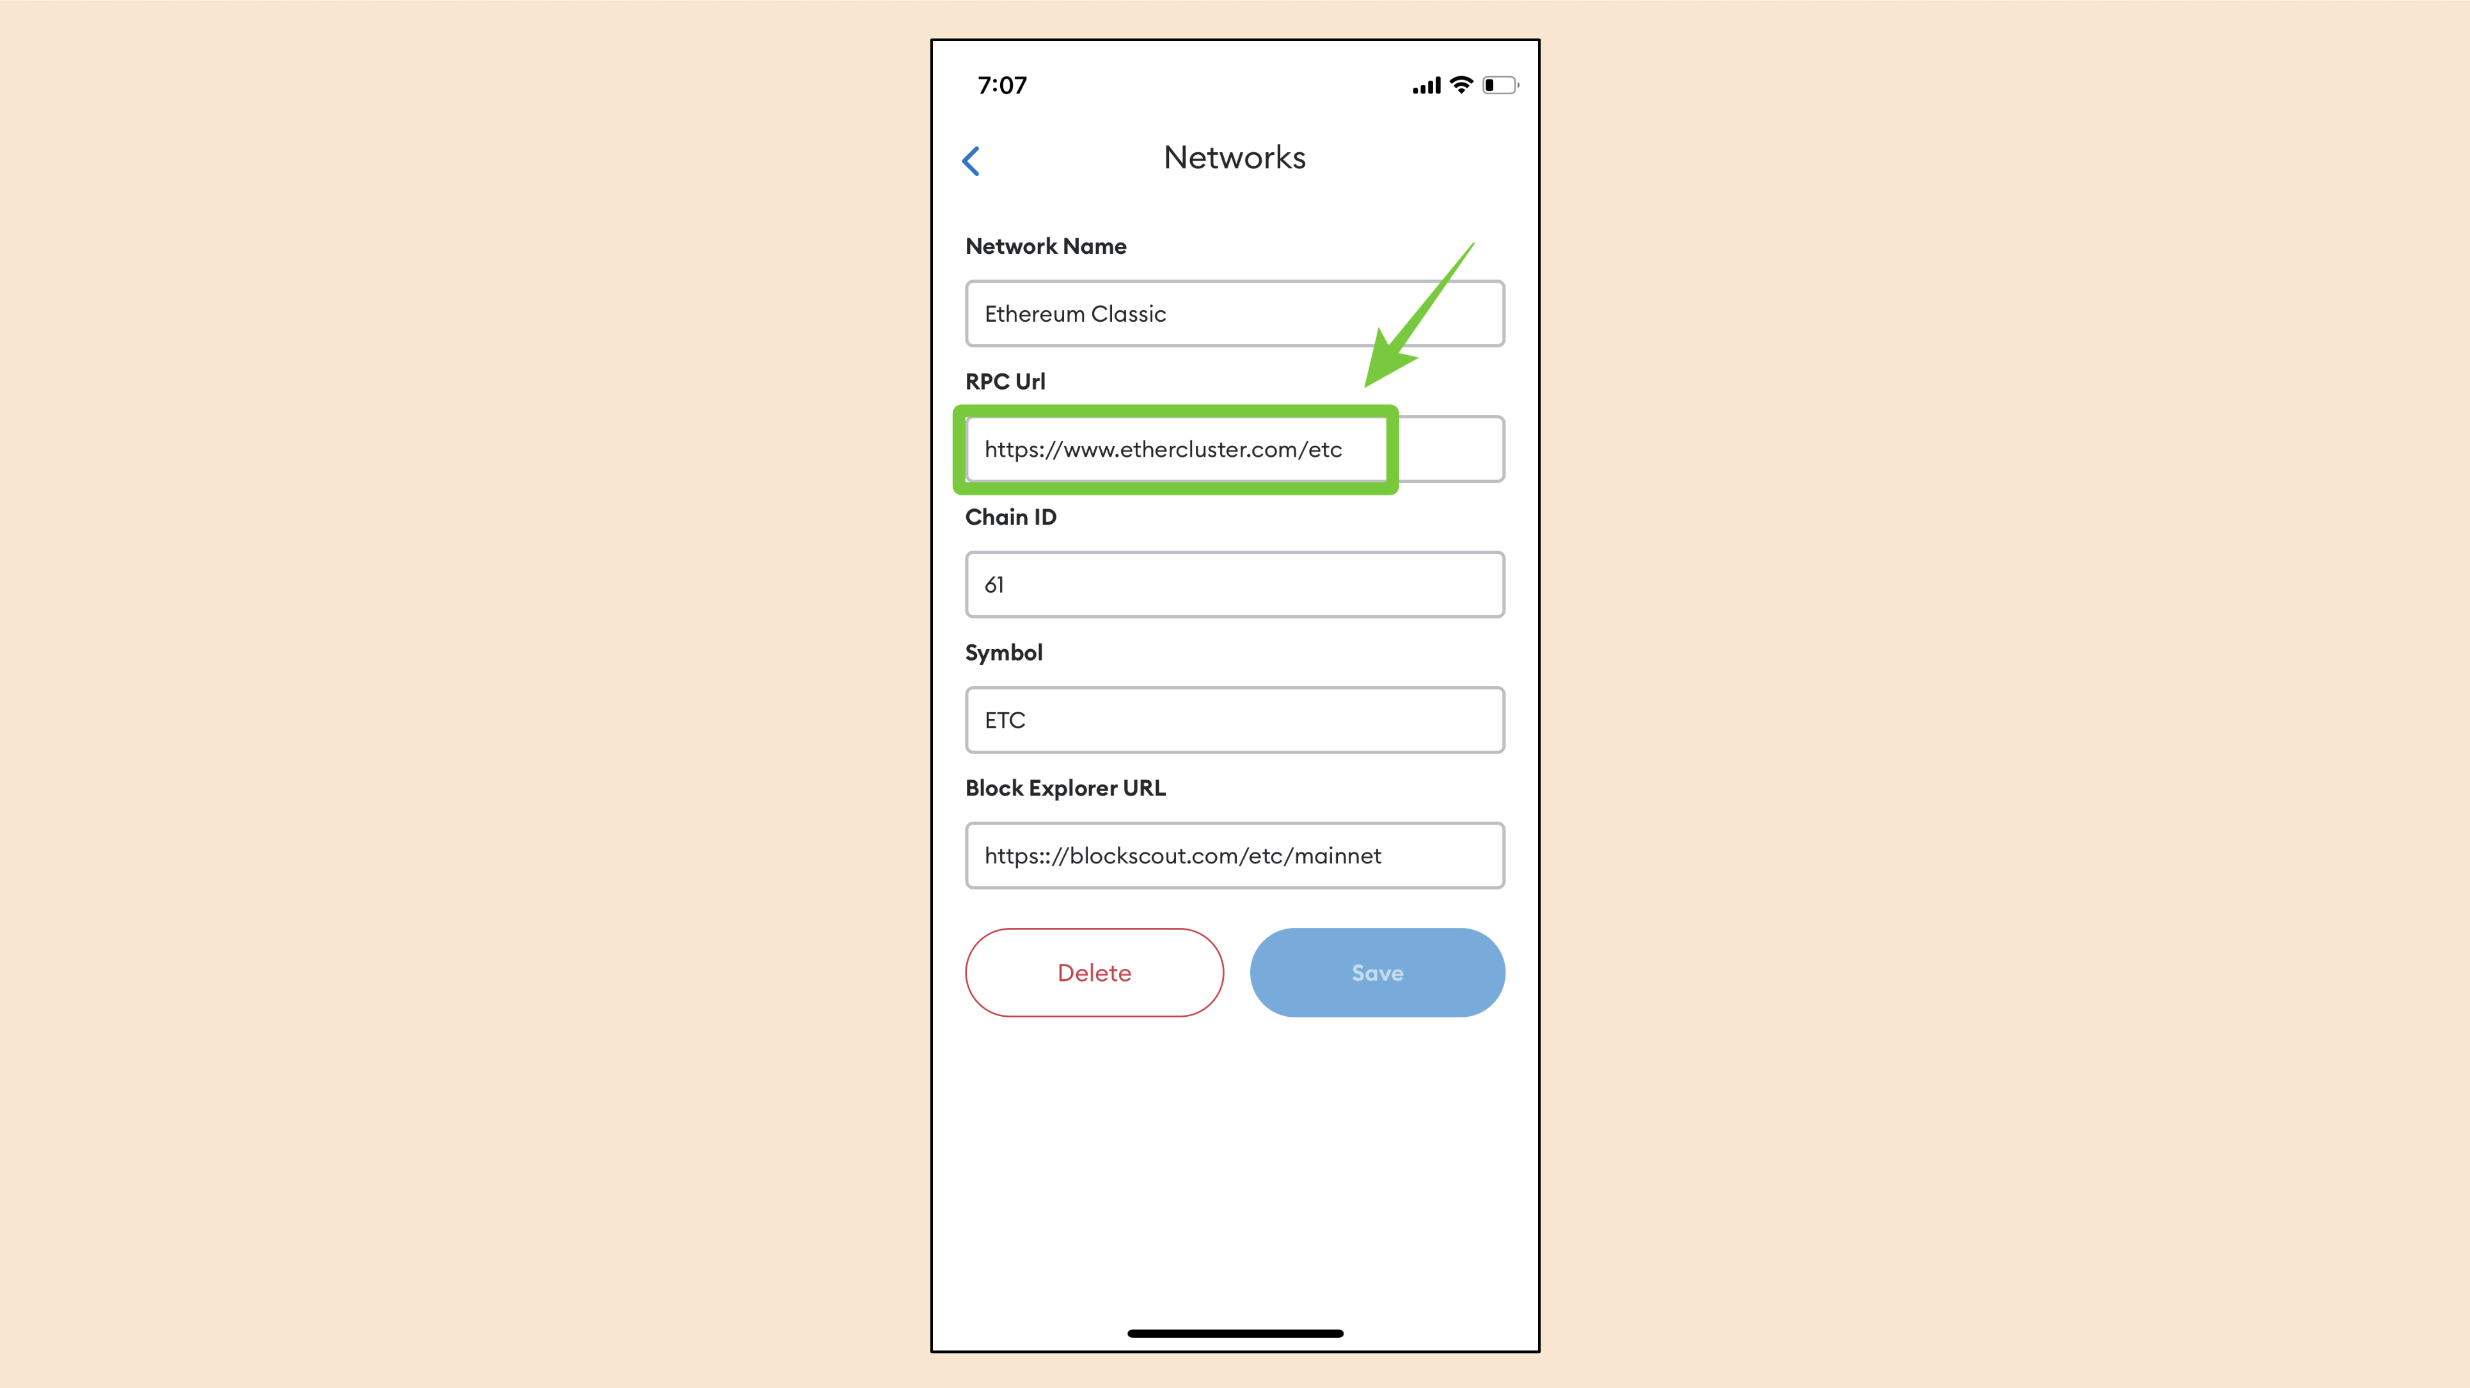 7:07
Networks
Network Name
Ethereum Classic
RPC Url
https://www.ethercluster.com/etc
Chain ID
61
Symbol
ETC
Block Explorer URL
https:://blockscout.com/etc/mainnet
Delete
Save